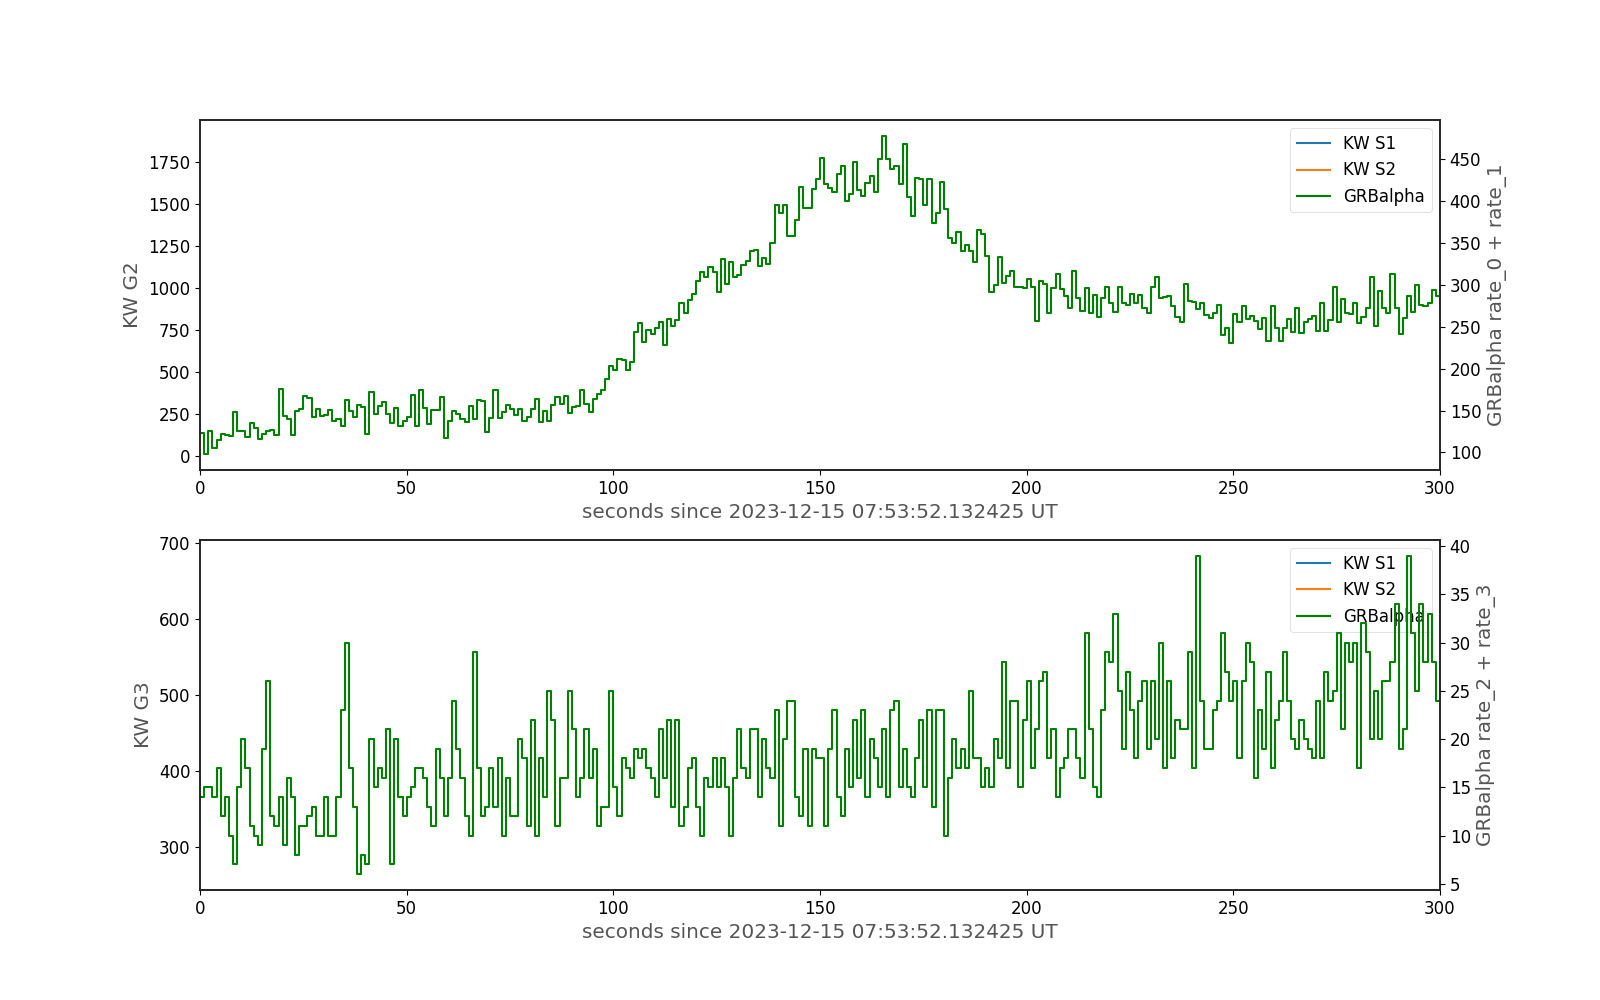 KW G2
1750
1500
1250
1000
750
500
250
0
KW S1
KW S2
GRBalpha
450
400
350
300
250
200
150
100
GRBalpha rate_0 + rate_1
0 50 100 150 200 250 300
seconds since 2023-12-15 07:53:52.132425 UT
KW G3
700
600
500
400
300
KW S1
KW S2
GRBalpha
40
35
30
25
20
15
10
5
GRBalpha rate_2 + rate_3
0 50 100 150 200 250 300
seconds since 2023-12-15 07:53:52.132425 UT